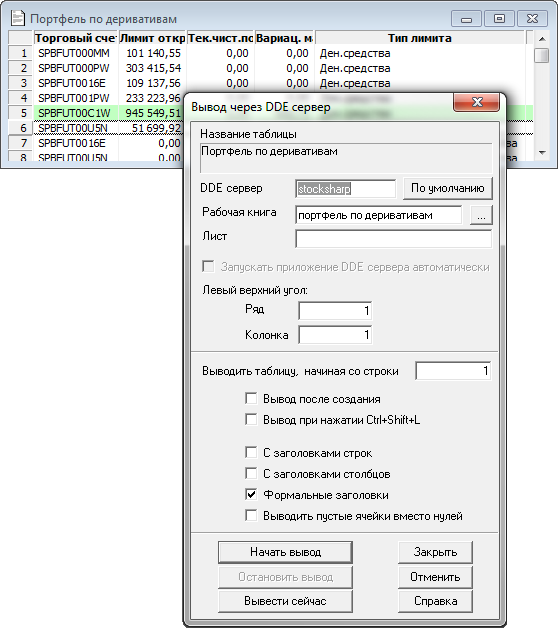 Портфель по деривативам
Торговый счет Лимит откр Тек.чист.по Вариац. м Тип лимита
1 SPBFUT000MM 101 140,55 0,00 0,00 Ден.средства
2 SPBFUT000PW 303 415,54 0,00 0,00 Ден.средства
3 SPBFUT0016E 109 137,56 0,00 0,00 Ден.средства
4 SPBFUT001PW 233 223,96
5 SPBFUT00C1W 945 549,51
6 SPBFUT00U5N 51 699,92
7 SPBFUT0016E 0,00
8 SPBFUT00U5N 0,00
Вывод через DDE сервер
Название таблицы
Портфель по деривативам
DDE сервер stocksharp По умолчанию
Рабочая книга портфель по деривативам ...
Лист
Запускать приложение DDE сервера автоматически
Левый верхний угол:
Ряд 1
Колонка 1
Выводить таблицу, начиная со строки 1
Вывод после создания
Вывод при нажатии Ctrl+Shift+L
С заголовками строк
С заголовками столбцов
Формальные заголовки
Выводить пустые ячейки вместо нулей
Начать вывод Закрыть
Остановить вывод Отменить
Вывести сейчас Справка